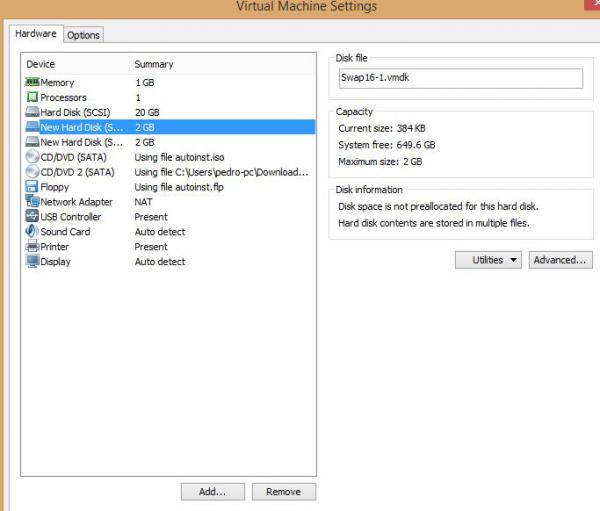 Virtual Machine Settings
Hardware Options
Device Summary
Memory 1 GB
Processors 1
Hard Disk (SCSI) 20 GB
New Hard Disk (S... 2 GB
New Hard Disk (S... 2 GB
CD/DVD (SATA) Using file autoinst.iso
CD/DVD 2 (SATA) Using file C:\Users\pedro-pc\Download...
Floppy Using file autoinst.flp
Network Adapter NAT
USB Controller Present
Sound Card Auto detect
Printer Present
Display Auto detect
Add... Remove
Disk file
Swap16-1.vmdk
Capacity
Current size: 384 KB
System free: 649.6 GB
Maximum size: 2 GB
Disk information
Disk space is not preallocated for this hard disk.
Hard disk contents are stored in multiple files.
Utilities Advanced...